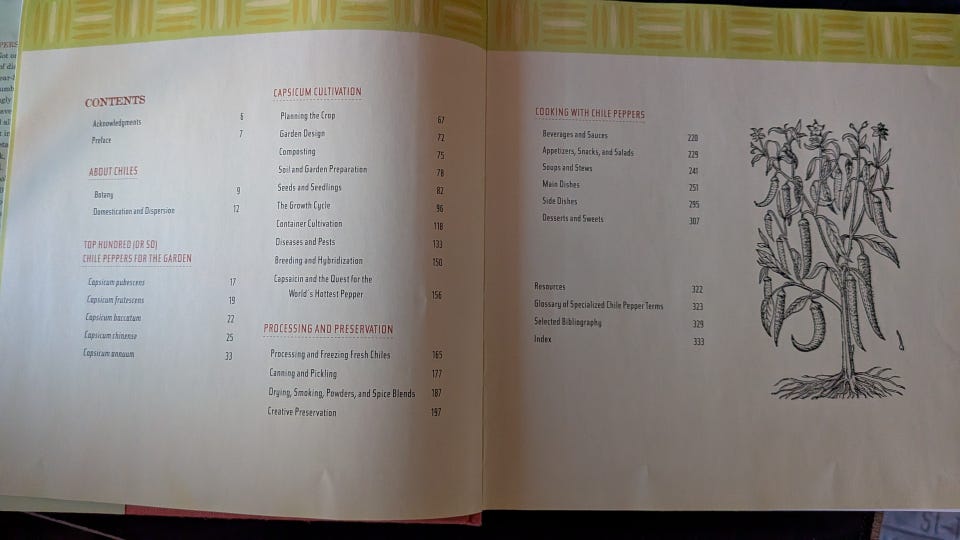 CONTENTS
Acknowledgments 6
Preface 7
ABOUT CHILES
Botany 9
Domestication and Dispersion 12
TOP HUNDRED (OR SO)
CHILE PEPPERS FOR THE GARDEN
Capsicum pubescens 17
Capsicum frutescens 19
Capsicum baccatum 22
Capsicum chinense 25
Capsicum annuum 33
CAPSICUM CULTIVATION
Planning the Crop 67
Garden Design 72
Composting 75
Soil and Garden Preparation 78
Seeds and Seedlings 82
The Growth Cycle 96
Container Cultivation 118
Diseases and Pests 133
Breeding and Hybridization 150
Capsaicin and the Quest for the
World's Hottest Pepper 156
PROCESSING AND PRESERVATION
Processing and Freezing Fresh Chiles 165
Canning and Pickling 177
Drying, Smoking, Powders, and Spice Blends 187
Creative Preservation 197
COOKING WITH CHILE PEPPERS
Beverages and Sauces 220
Appetizers, Snacks, and Salads 229
Soups and Stews 241
Main Dishes 251
Side Dishes 295
Desserts and Sweets 307
Resources 322
Glossary of Specialized Chile Pepper Terms 323
Selected Bibliography 329
Index 333